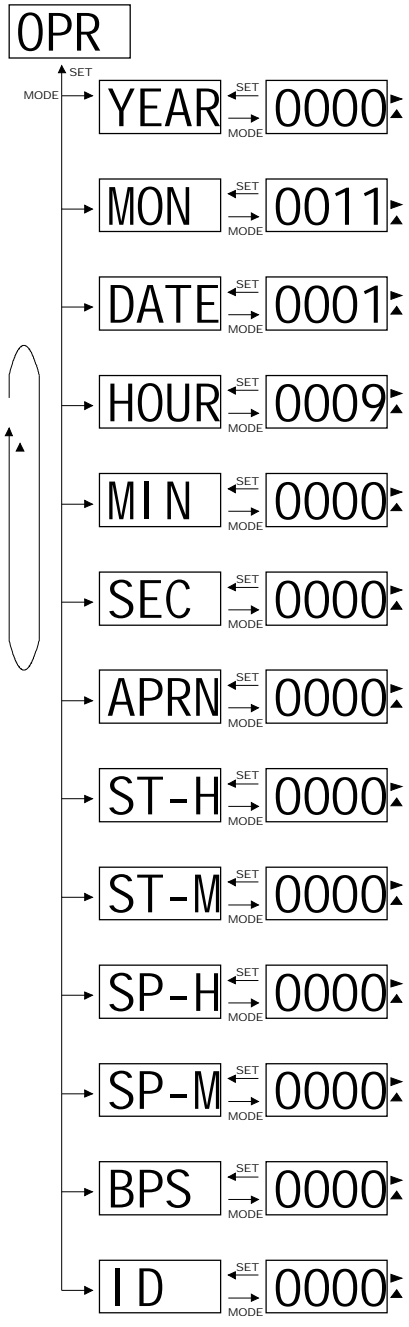 OPR
SET
MODE
YEAR SET MODE 0000
MON SET MODE 0011
DATE SET MODE 0001
HOUR SET MODE 0009
MIN SET MODE 0000
SEC SET MODE 0000
APRN SET MODE 0000
ST-H SET MODE 0000
ST-M SET MODE 0000
SP-H SET MODE 0000
SP-M SET MODE 0000
BPS SET MODE 0000
ID SET MODE 0000